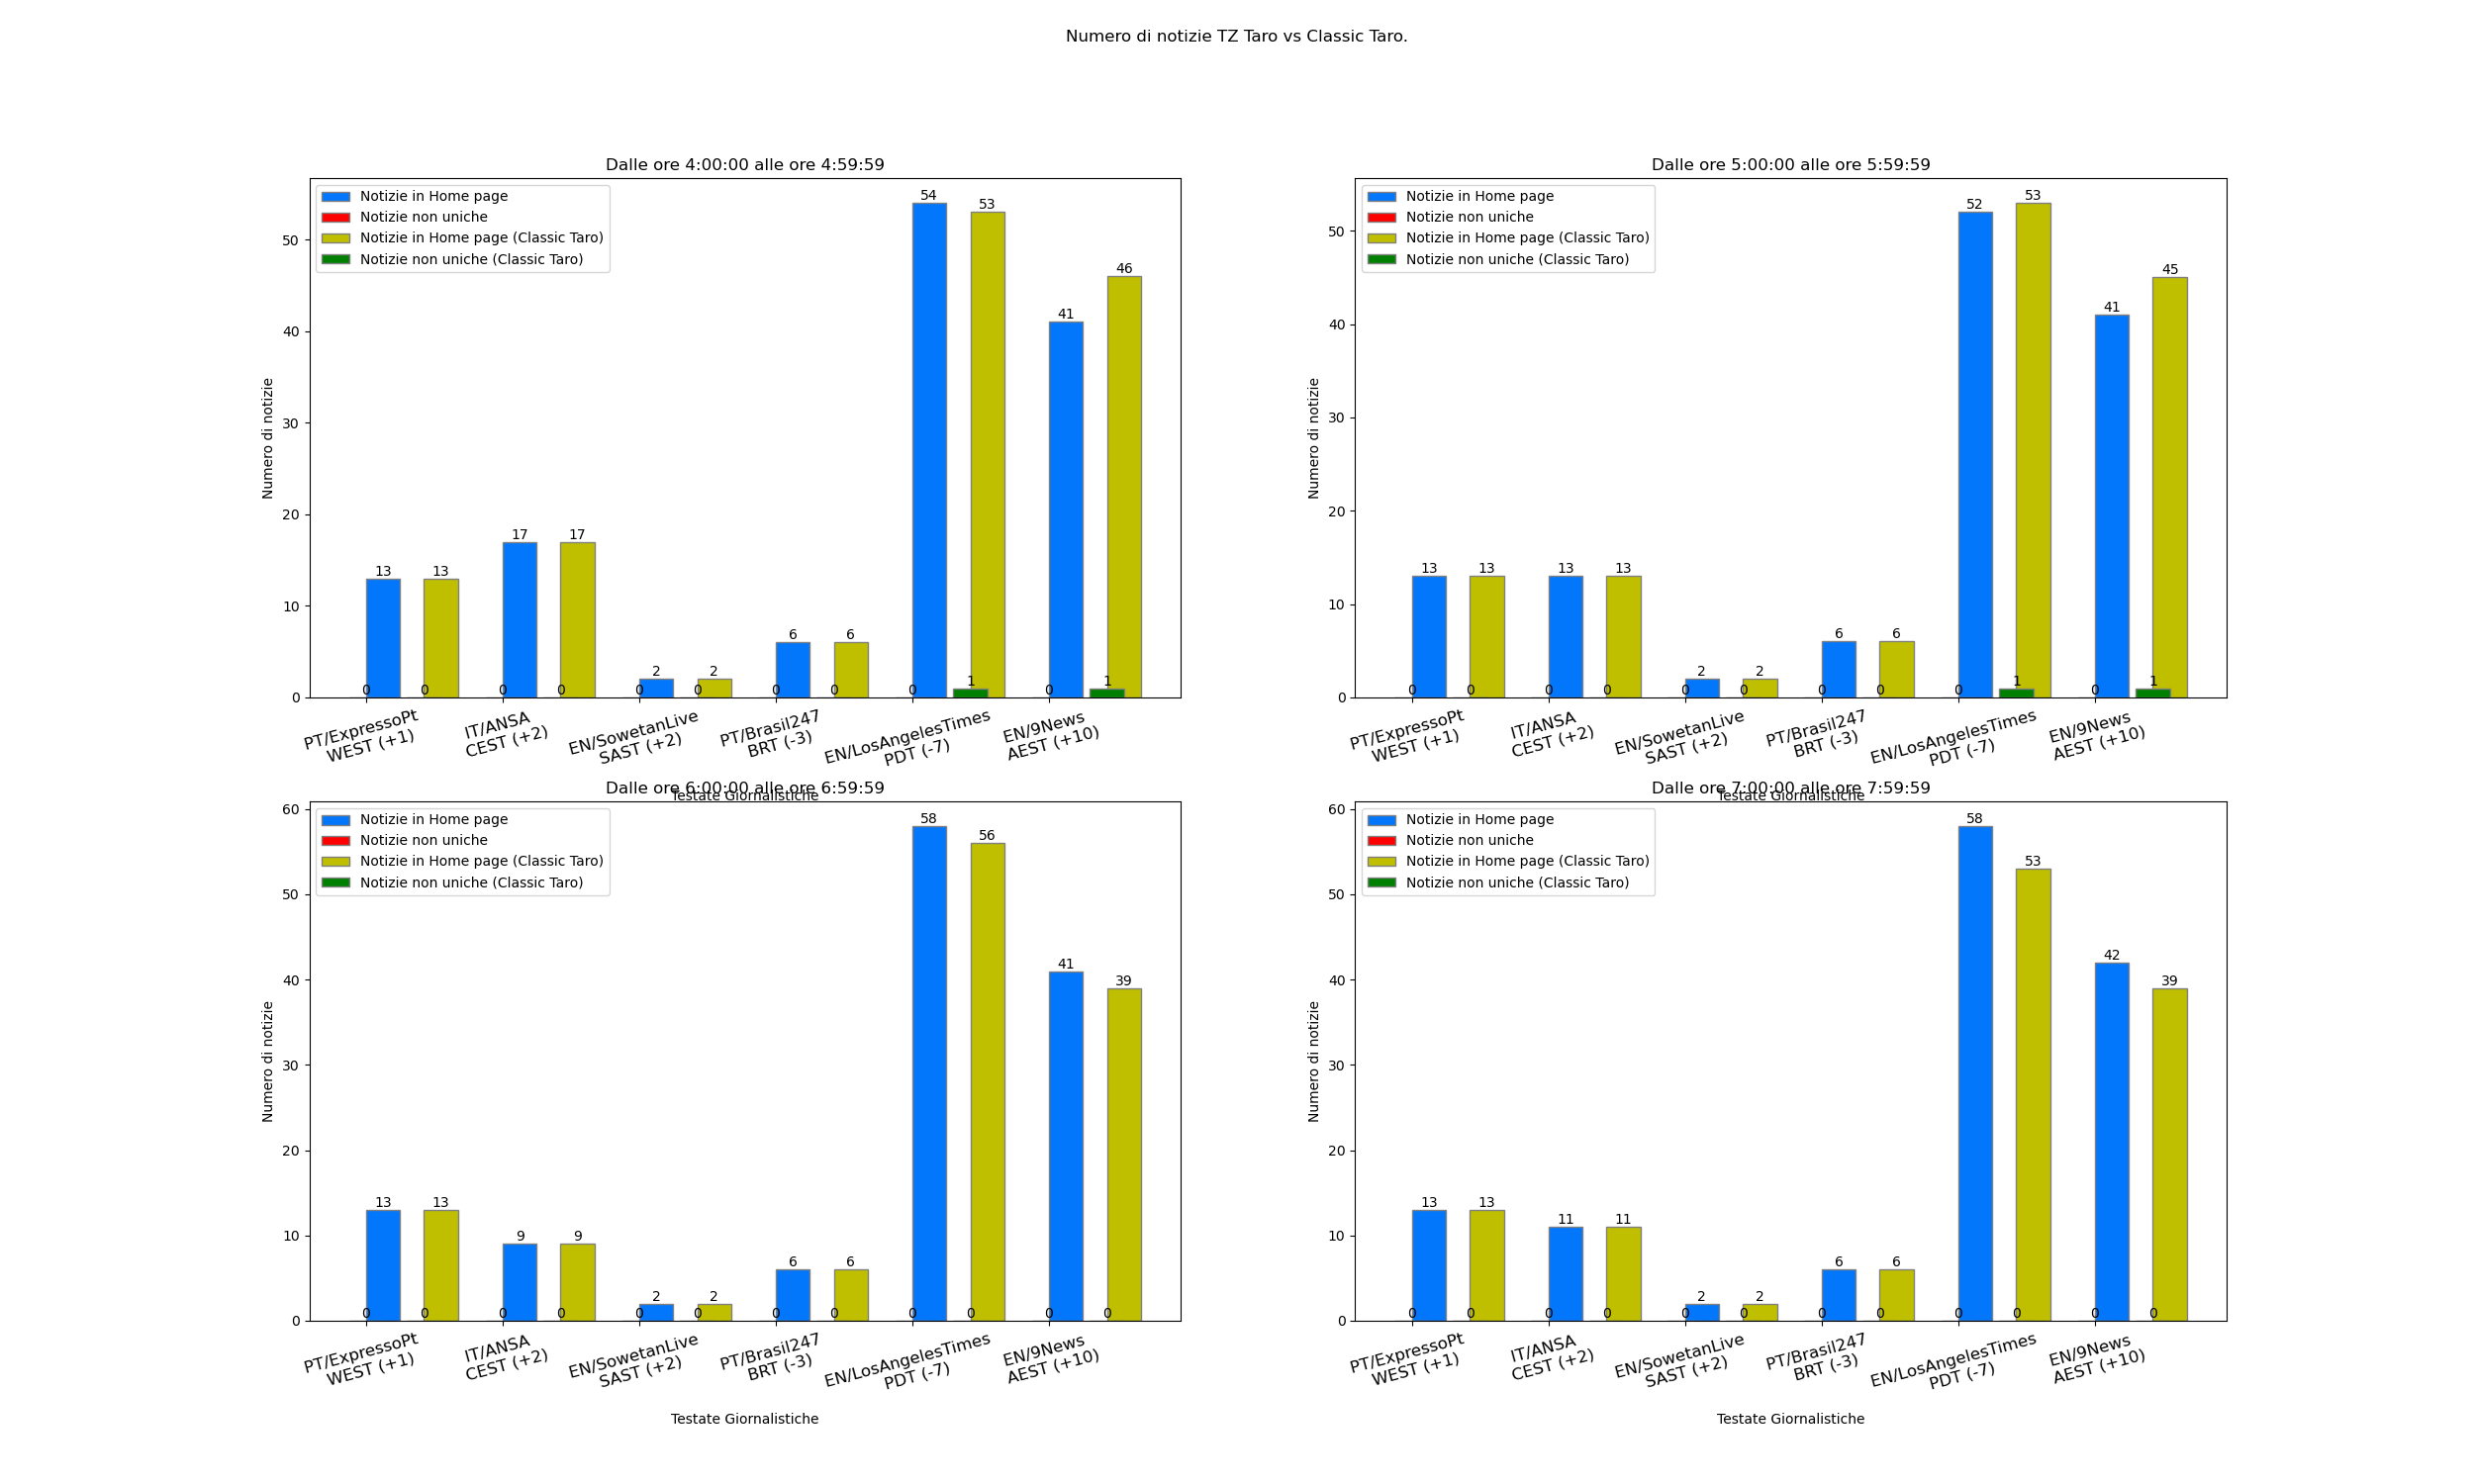 Numero di notizie TZ Taro vs Classic Taro.
Dalle ore 4:00:00 alle ore 4:59:59
Notizie in Home page
Notizie non uniche
Notizie in Home page (Classic Taro)
Notizie non uniche (Classic Taro)
Numero di notizie
50
40
30
20
10
0
13 13 17 17 2 2 6 6 54 53 41 46
0 0 0 0 0 0 0 0 0 1 0 1
PT/ExpressoPt
WEST (+1)
IT/ANSA
CEST (+2)
EN/SowetanLive
SAST (+2)
PT/Brasil247
BRT (-3)
EN/LosAngelesTimes
PDT (-7)
EN/9News
AEST (+10)
Testate Giornalistiche
Dalle ore 5:00:00 alle ore 5:59:59
Notizie in Home page
Notizie non uniche
Notizie in Home page (Classic Taro)
Notizie non uniche (Classic Taro)
Numero di notizie
50
40
30
20
10
0
13 13 13 13 2 2 6 6 52 53 41 45
0 0 0 0 0 0 0 0 0 1 0 1
PT/ExpressoPt
WEST (+1)
IT/ANSA
CEST (+2)
EN/SowetanLive
SAST (+2)
PT/Brasil247
BRT (-3)
EN/LosAngelesTimes
PDT (-7)
EN/9News
AEST (+10)
Testate Giornalistiche
Dalle ore 6:00:00 alle ore 6:59:59
Notizie in Home page
Notizie non uniche
Notizie in Home page (Classic Taro)
Notizie non uniche (Classic Taro)
Numero di notizie
60
50
40
30
20
10
0
13 13 9 9 2 2 6 6 58 56 41 39
0 0 0 0 0 0 0 0 0 0 0 0
PT/ExpressoPt
WEST (+1)
IT/ANSA
CEST (+2)
EN/SowetanLive
SAST (+2)
PT/Brasil247
BRT (-3)
EN/LosAngelesTimes
PDT (-7)
EN/9News
AEST (+10)
Testate Giornalistiche
Dalle ore 7:00:00 alle ore 7:59:59
Notizie in Home page
Notizie non uniche
Notizie in Home page (Classic Taro)
Notizie non uniche (Classic Taro)
Numero di notizie
60
50
40
30
20
10
0
13 13 11 11 2 2 6 6 58 53 42 39
0 0 0 0 0 0 0 0 0 0 0 0
PT/ExpressoPt
WEST (+1)
IT/ANSA
CEST (+2)
EN/SowetanLive
SAST (+2)
PT/Brasil247
BRT (-3)
EN/LosAngelesTimes
PDT (-7)
EN/9News
AEST (+10)
Testate Giornalistiche